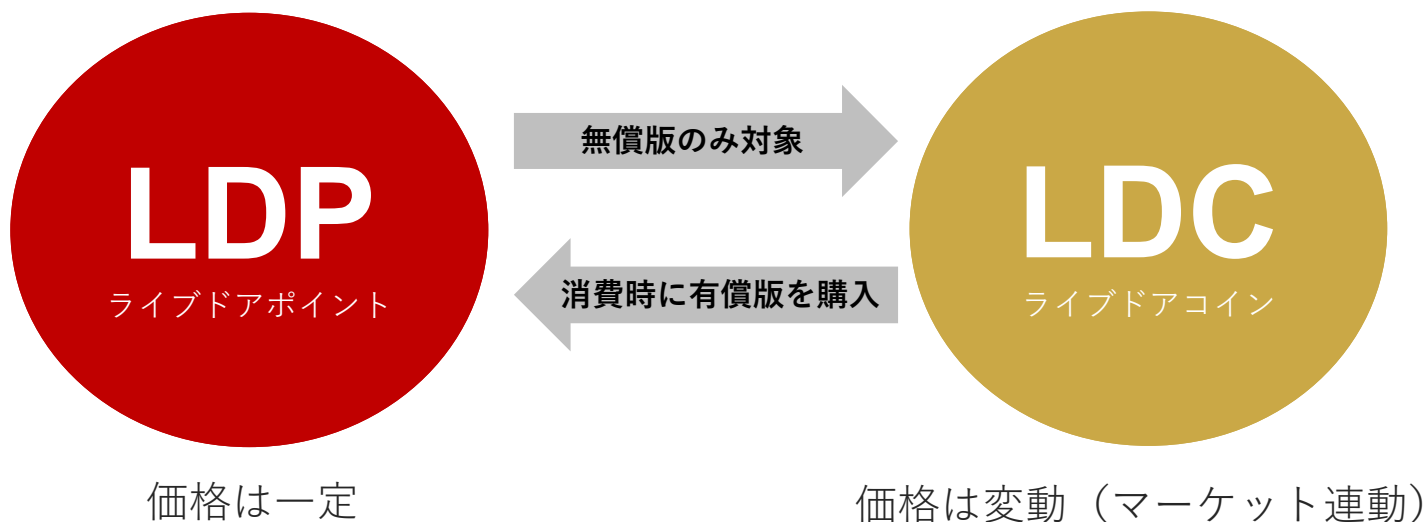 LDP
ライブドアポイント
価格は一定
無償版のみ対象
消費時に有償版を購入
LDC
ライブドアコイン
価格は変動（マーケット連動）